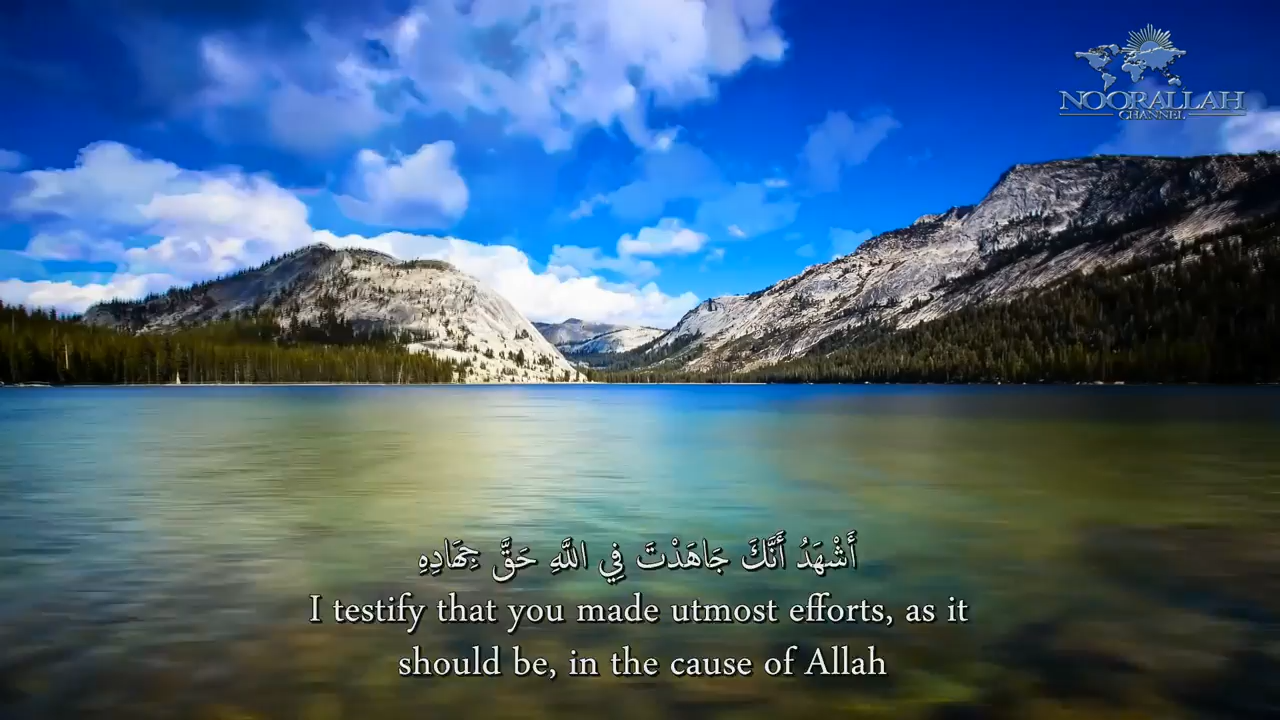 NOORALLAH
CHANNEL
أَشْهَدُ أَنَّكَ جَاهَدْتَ فِي اللَّهِ حَقَّ جِهَادِهِ
I testify that you made utmost efforts, as it
should be, in the cause of Allah